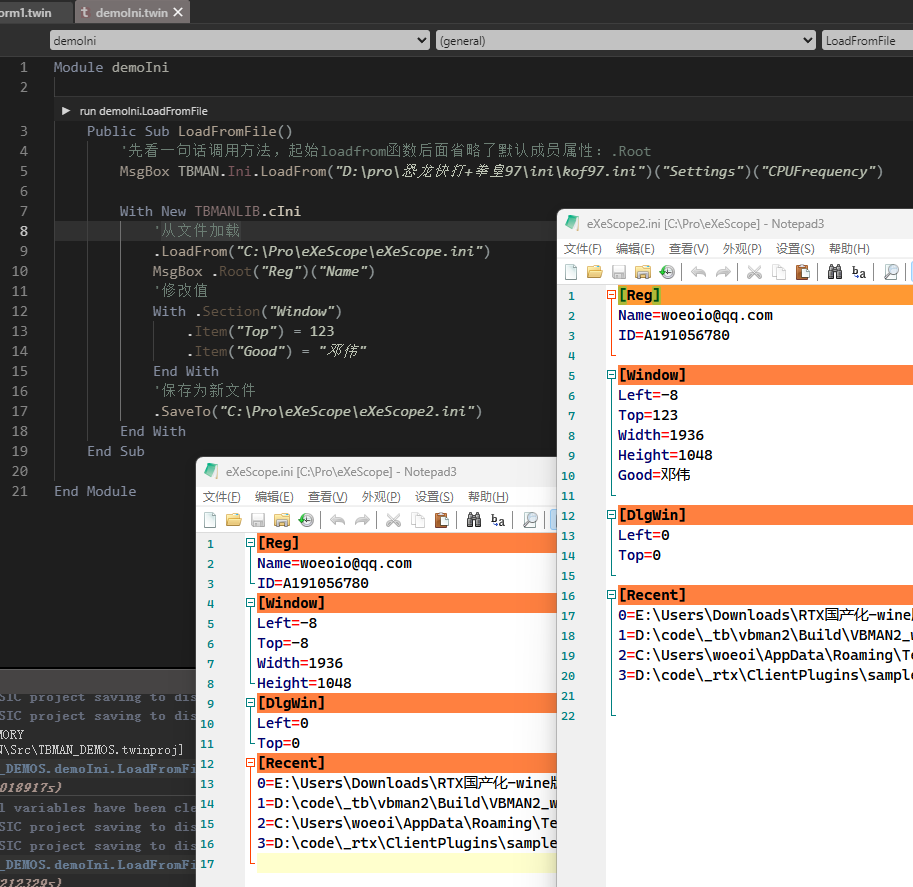 orm1.twin
demoIni.twin
demoIni
(general)
LoadFromFile
1 Module demoIni
2
run demoIni.LoadFromFile
3 Public Sub LoadFromFile()
4 '先看一句话调用方法，起始loadfrom函数后面省略了默认成员属性：.Root
5 MsgBox TBMAN.Ini.LoadFrom("D:\pro\恐龙快打+拳皇97\ini\kof97.ini")("Settings")("CPUFrequency")
6
7 With New TBMANLIB.cIni
8 '从文件加载
9 .LoadFrom("C:\Pro\eXeScope\eXeScope.ini")
10 MsgBox .Root("Reg")("Name")
11 '修改值
12 With .Section("Window")
13 .Item("Top") = 123
14 .Item("Good") = "邓伟"
15 End With
16 '保存为新文件
17 .SaveTo("C:\Pro\eXeScope\eXeScope2.ini")
18 End With
19 End Sub
20
21 End Module
SIC project saving to dis
SIC project saving to dis
MORY
N\Src\TBMAN_DEMOS.twinproj]
_DEMOS.demoIni.LoadFromFi
018917s)
l variables have been cle
SIC project saving to dis
SIC project saving to dis
_DEMOS.demoIni.LoadFromFi
212329s)
eXeScope.ini [C:\Pro\eXeScope] - Notepad3
文件(F) 编辑(E) 查看(V) 外观(P) 设置(S) 帮助(H)
1 [Reg]
2 Name=woeoio@qq.com
3 ID=A191056780
4 [Window]
5 Left=-8
6 Top=-8
7 Width=1936
8 Height=1048
9 [DlgWin]
10 Left=0
11 Top=0
12 [Recent]
13 0=E:\Users\Downloads\RTX国产化-wine版
14 1=D:\code\_tb\vbman2\Build\VBMAN2_w
15 2=C:\Users\woeoi\AppData\Roaming\Te
16 3=D:\code\_rtx\ClientPlugins\sample
17
eXeScope2.ini [C:\Pro\eXeScope] - Notepad3
文件(F) 编辑(E) 查看(V) 外观(P) 设置(S) 帮助(H)
1 [Reg]
2 Name=woeoio@qq.com
3 ID=A191056780
4
5 [Window]
6 Left=-8
7 Top=123
8 Width=1936
9 Height=1048
10 Good=邓伟
11
12 [DlgWin]
13 Left=0
14 Top=0
15
16 [Recent]
17 0=E:\Users\Downloads\RTX国产化-wine版
18 1=D:\code\_tb\vbman2\Build\VBMAN2_w
19 2=C:\Users\woeoi\AppData\Roaming\Te
20 3=D:\code\_rtx\ClientPlugins\sample
21
22